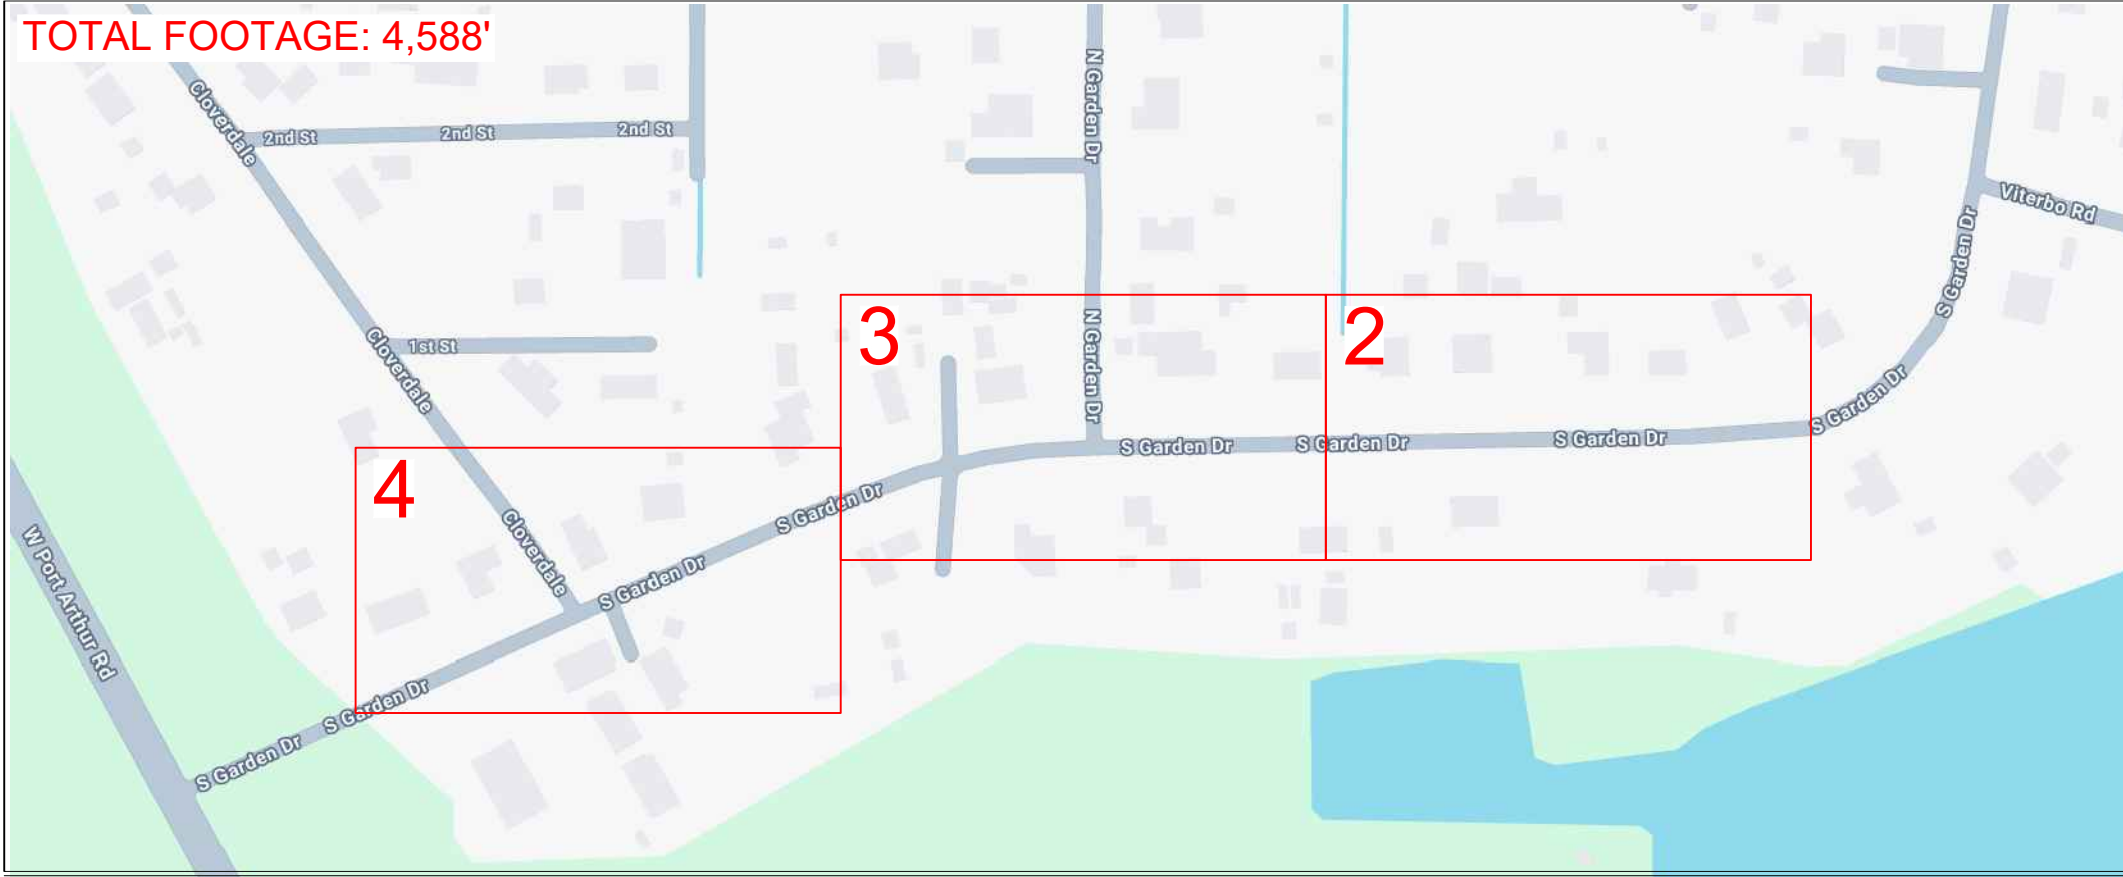 TOTAL FOOTAGE: 4,588'
Cloverdale
2nd St
2nd St
2nd St
N Garden Dr
Viterbo Rd
S Garden Dr
1st St
Cloverdale
3
N Garden Dr
2
S Garden Dr
S Garden Dr
S Garden Dr
S Garden Dr
4
Cloverdale
S Garden Dr
S Garden Dr
W Port Arthur Rd
S Garden Dr
S Garden Dr